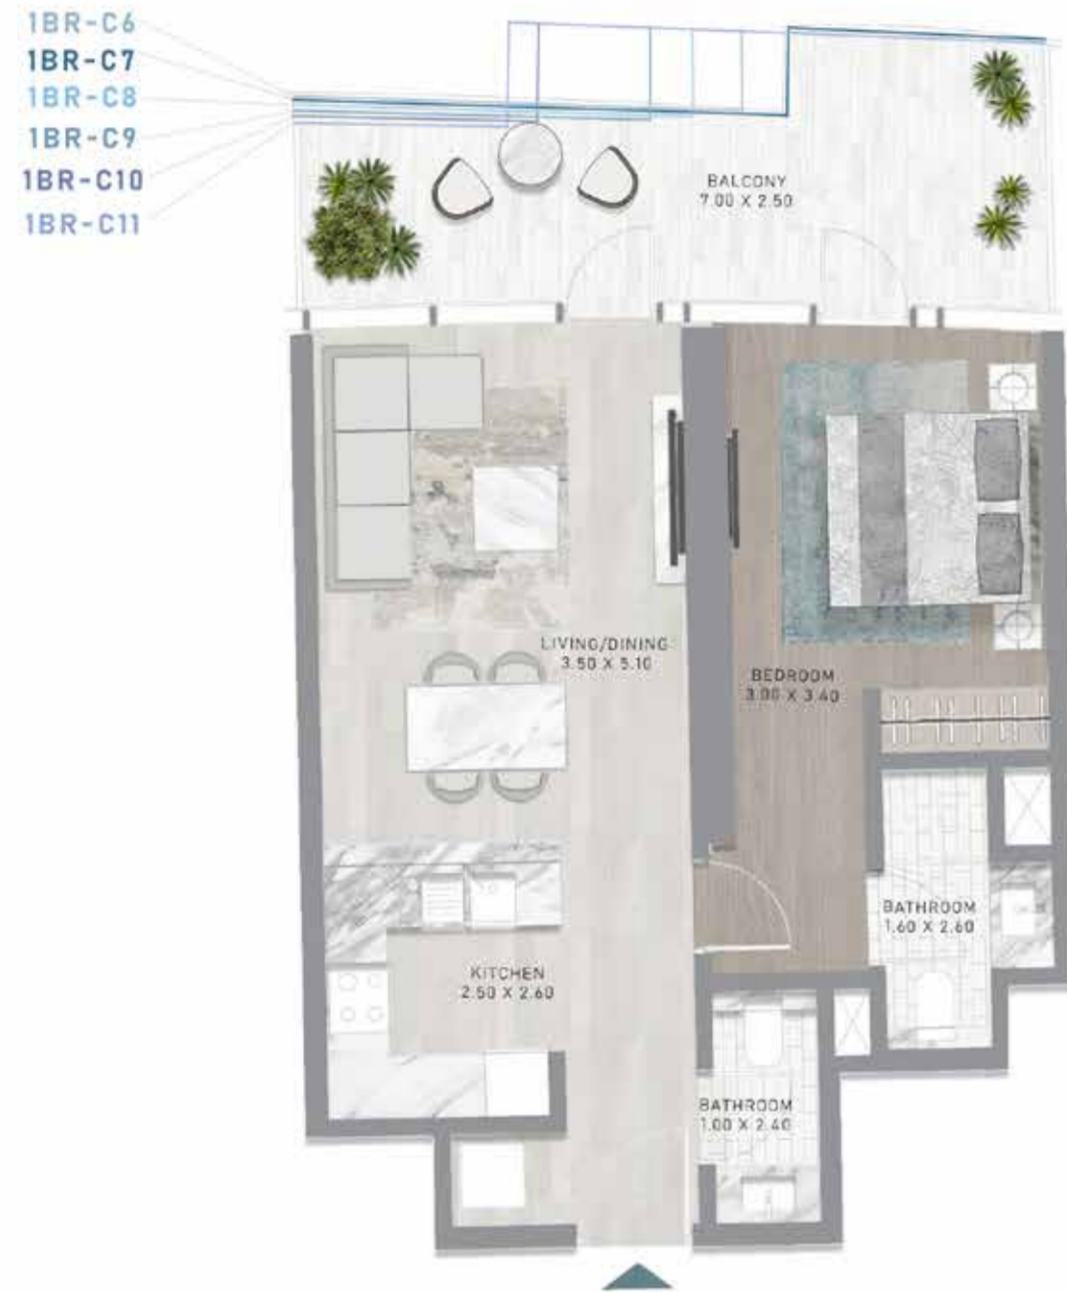 1BR-C6
1BR-C7
1BR-C8
1BR-C9
1BR-C10
1BR-C11
BALCONY
7.00 X 2.50
LIVING/DINING
3.50 X 5.10
BEDROOM
3.00 X 3.40
BATHROOM
1.60 X 2.60
KITCHEN
2.50 X 2.60
BATHROOM
1.00 X 2.40